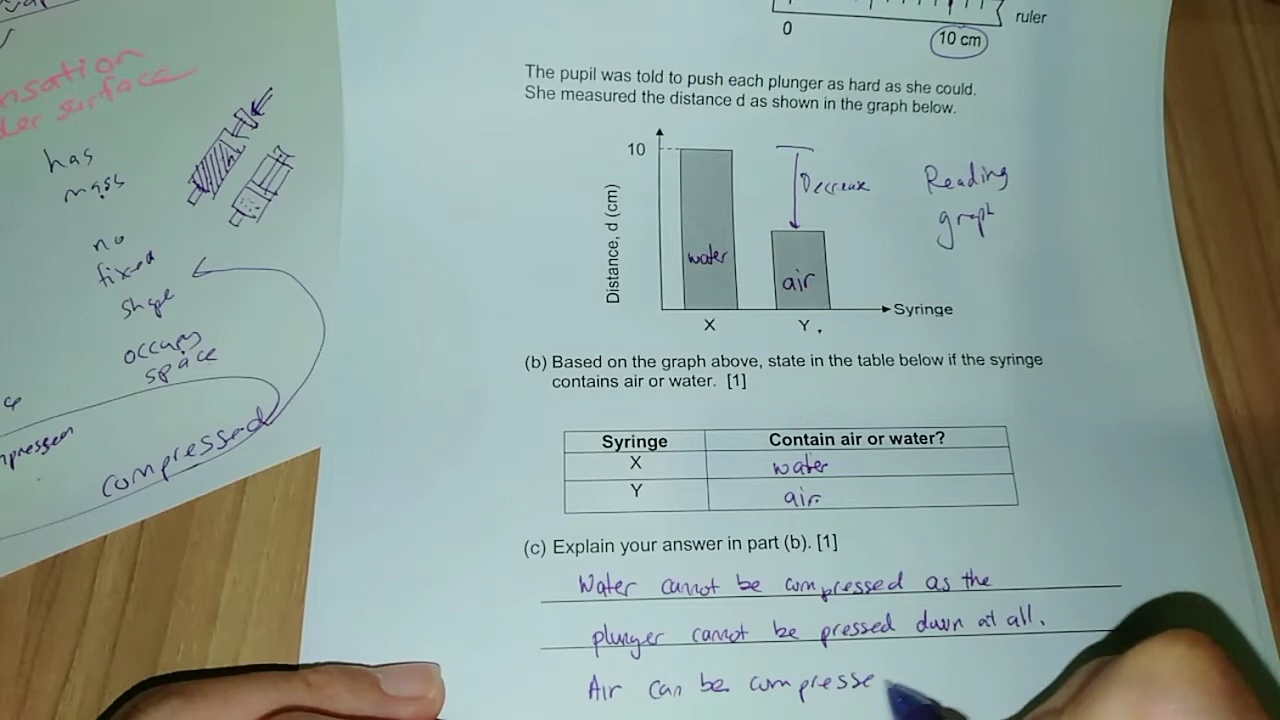 nsation
surface
has
mass
no
fixed
shape
occupy
space
compressed
0
ruler
10 cm
The pupil was told to push each plunger as hard as she could.
She measured the distance d as shown in the graph below.
10
Distance, d (cm)
water
air
Decrease
Reading
graph
Syringe
X
Y
(b) Based on the graph above, state in the table below if the syringe
contains air or water. [1]
Syringe Contain air or water?
X water
Y air
(c) Explain your answer in part (b). [1]
Water cannot be compressed as the
plunger cannot be pressed down at all.
Air can be compresse